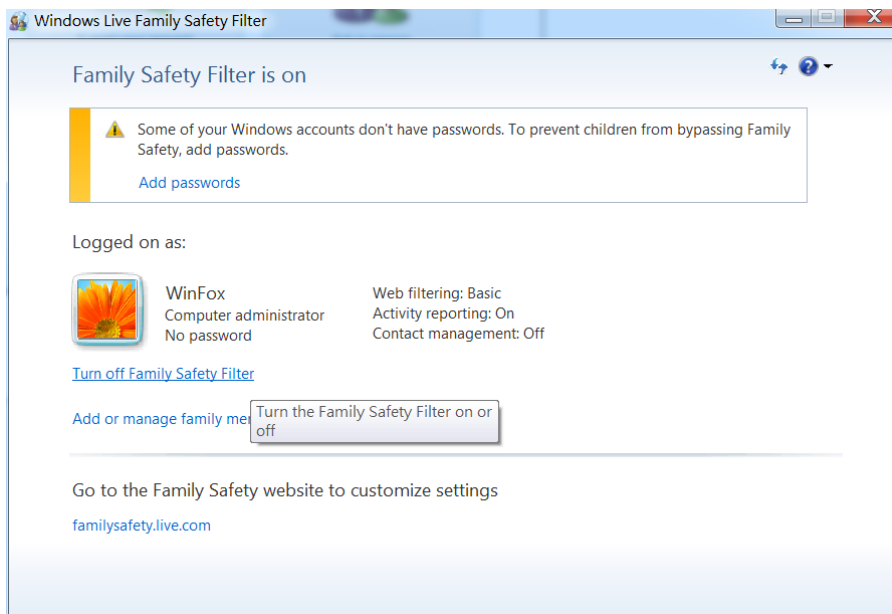 Windows Live Family Safety Filter
Family Safety Filter is on
Some of your Windows accounts don't have passwords. To prevent children from bypassing Family
Safety, add passwords.
Add passwords
Logged on as:
WinFox
Computer administrator
No password
Web filtering: Basic
Activity reporting: On
Contact management: Off
Turn off Family Safety Filter
Add or manage family
Turn the Family Safety Filter on or
off
Go to the Family Safety website to customize settings
familysafety.live.com